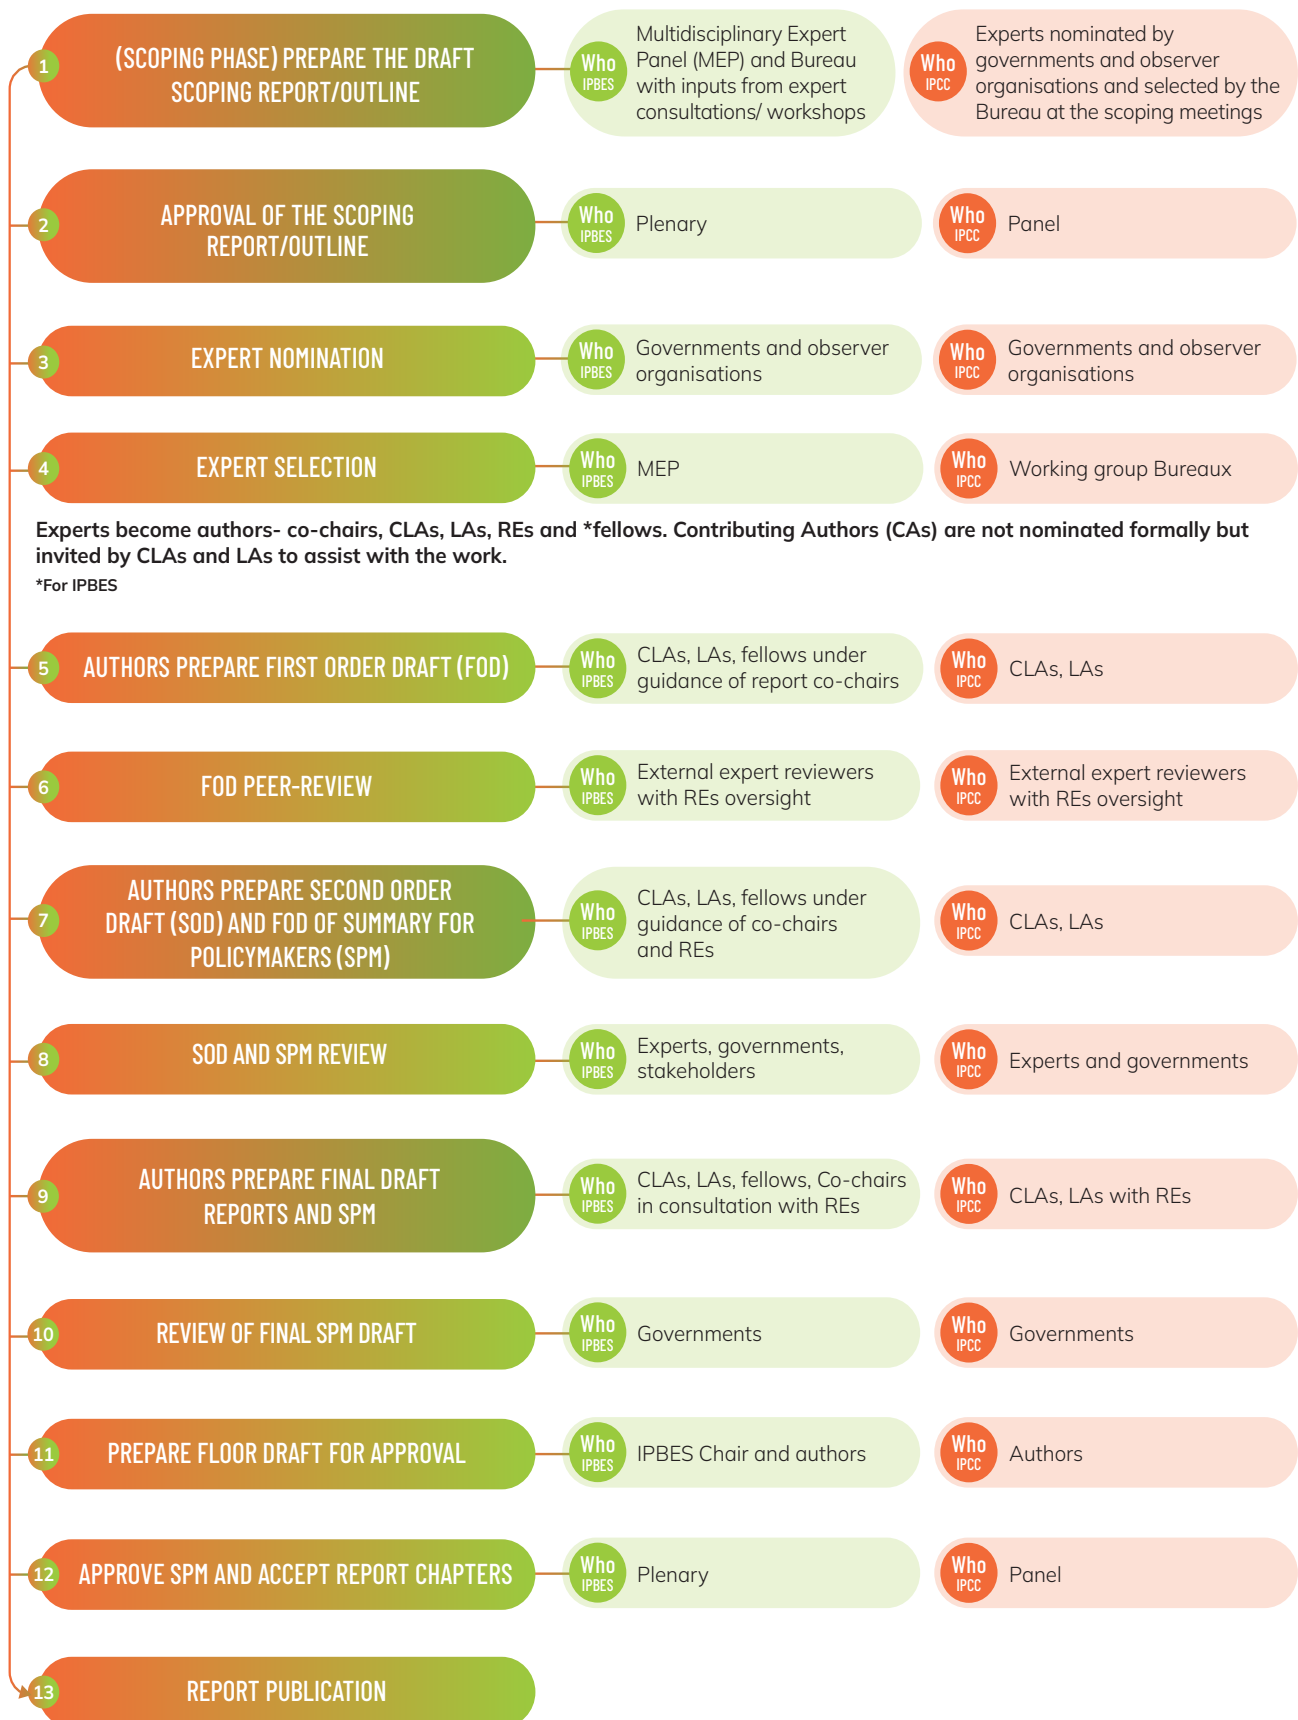 1
(SCOPING PHASE) PREPARE THE DRAFT
SCOPING REPORT/OUTLINE
Who
IPBES
Multidisciplinary Expert
Panel (MEP) and Bureau
with inputs from expert
consultations/ workshops
Who
IPCC
Experts nominated by
governments and observer
organisations and selected by the
Bureau at the scoping meetings
2
APPROVAL OF THE SCOPING
REPORT/OUTLINE
Who
IPBES
Plenary
Who
IPCC
Panel
3
EXPERT NOMINATION
Who
IPBES
Governments and observer
organisations
Who
IPCC
Governments and observer
organisations
4
EXPERT SELECTION
Who
IPBES
MEP
Who
IPCC
Working group Bureaux
Experts become authors- co-chairs, CLAs, LAs, REs and *fellows. Contributing Authors (CAs) are not nominated formally but
invited by CLAs and LAs to assist with the work.
*For IPBES
5
AUTHORS PREPARE FIRST ORDER DRAFT (FOD)
Who
IPBES
CLAs, LAs, fellows under
guidance of report co-chairs
Who
IPCC
CLAs, LAs
6
FOD PEER-REVIEW
Who
IPBES
External expert reviewers
with REs oversight
Who
IPCC
External expert reviewers
with REs oversight
7
AUTHORS PREPARE SECOND ORDER
DRAFT (SOD) AND FOD OF SUMMARY FOR
POLICYMAKERS (SPM)
Who
IPBES
CLAs, LAs, fellows under
guidance of co-chairs
and REs
Who
IPCC
CLAs, LAs
8
SOD AND SPM REVIEW
Who
IPBES
Experts, governments,
stakeholders
Who
IPCC
Experts and governments
9
AUTHORS PREPARE FINAL DRAFT
REPORTS AND SPM
Who
IPBES
CLAs, LAs, fellows, Co-chairs
in consultation with REs
Who
IPCC
CLAs, LAs with REs
10
REVIEW OF FINAL SPM DRAFT
Who
IPBES
Governments
Who
IPCC
Governments
11
PREPARE FLOOR DRAFT FOR APPROVAL
Who
IPBES
IPBES Chair and authors
Who
IPCC
Authors
12
APPROVE SPM AND ACCEPT REPORT CHAPTERS
Who
IPBES
Plenary
Who
IPCC
Panel
13
REPORT PUBLICATION